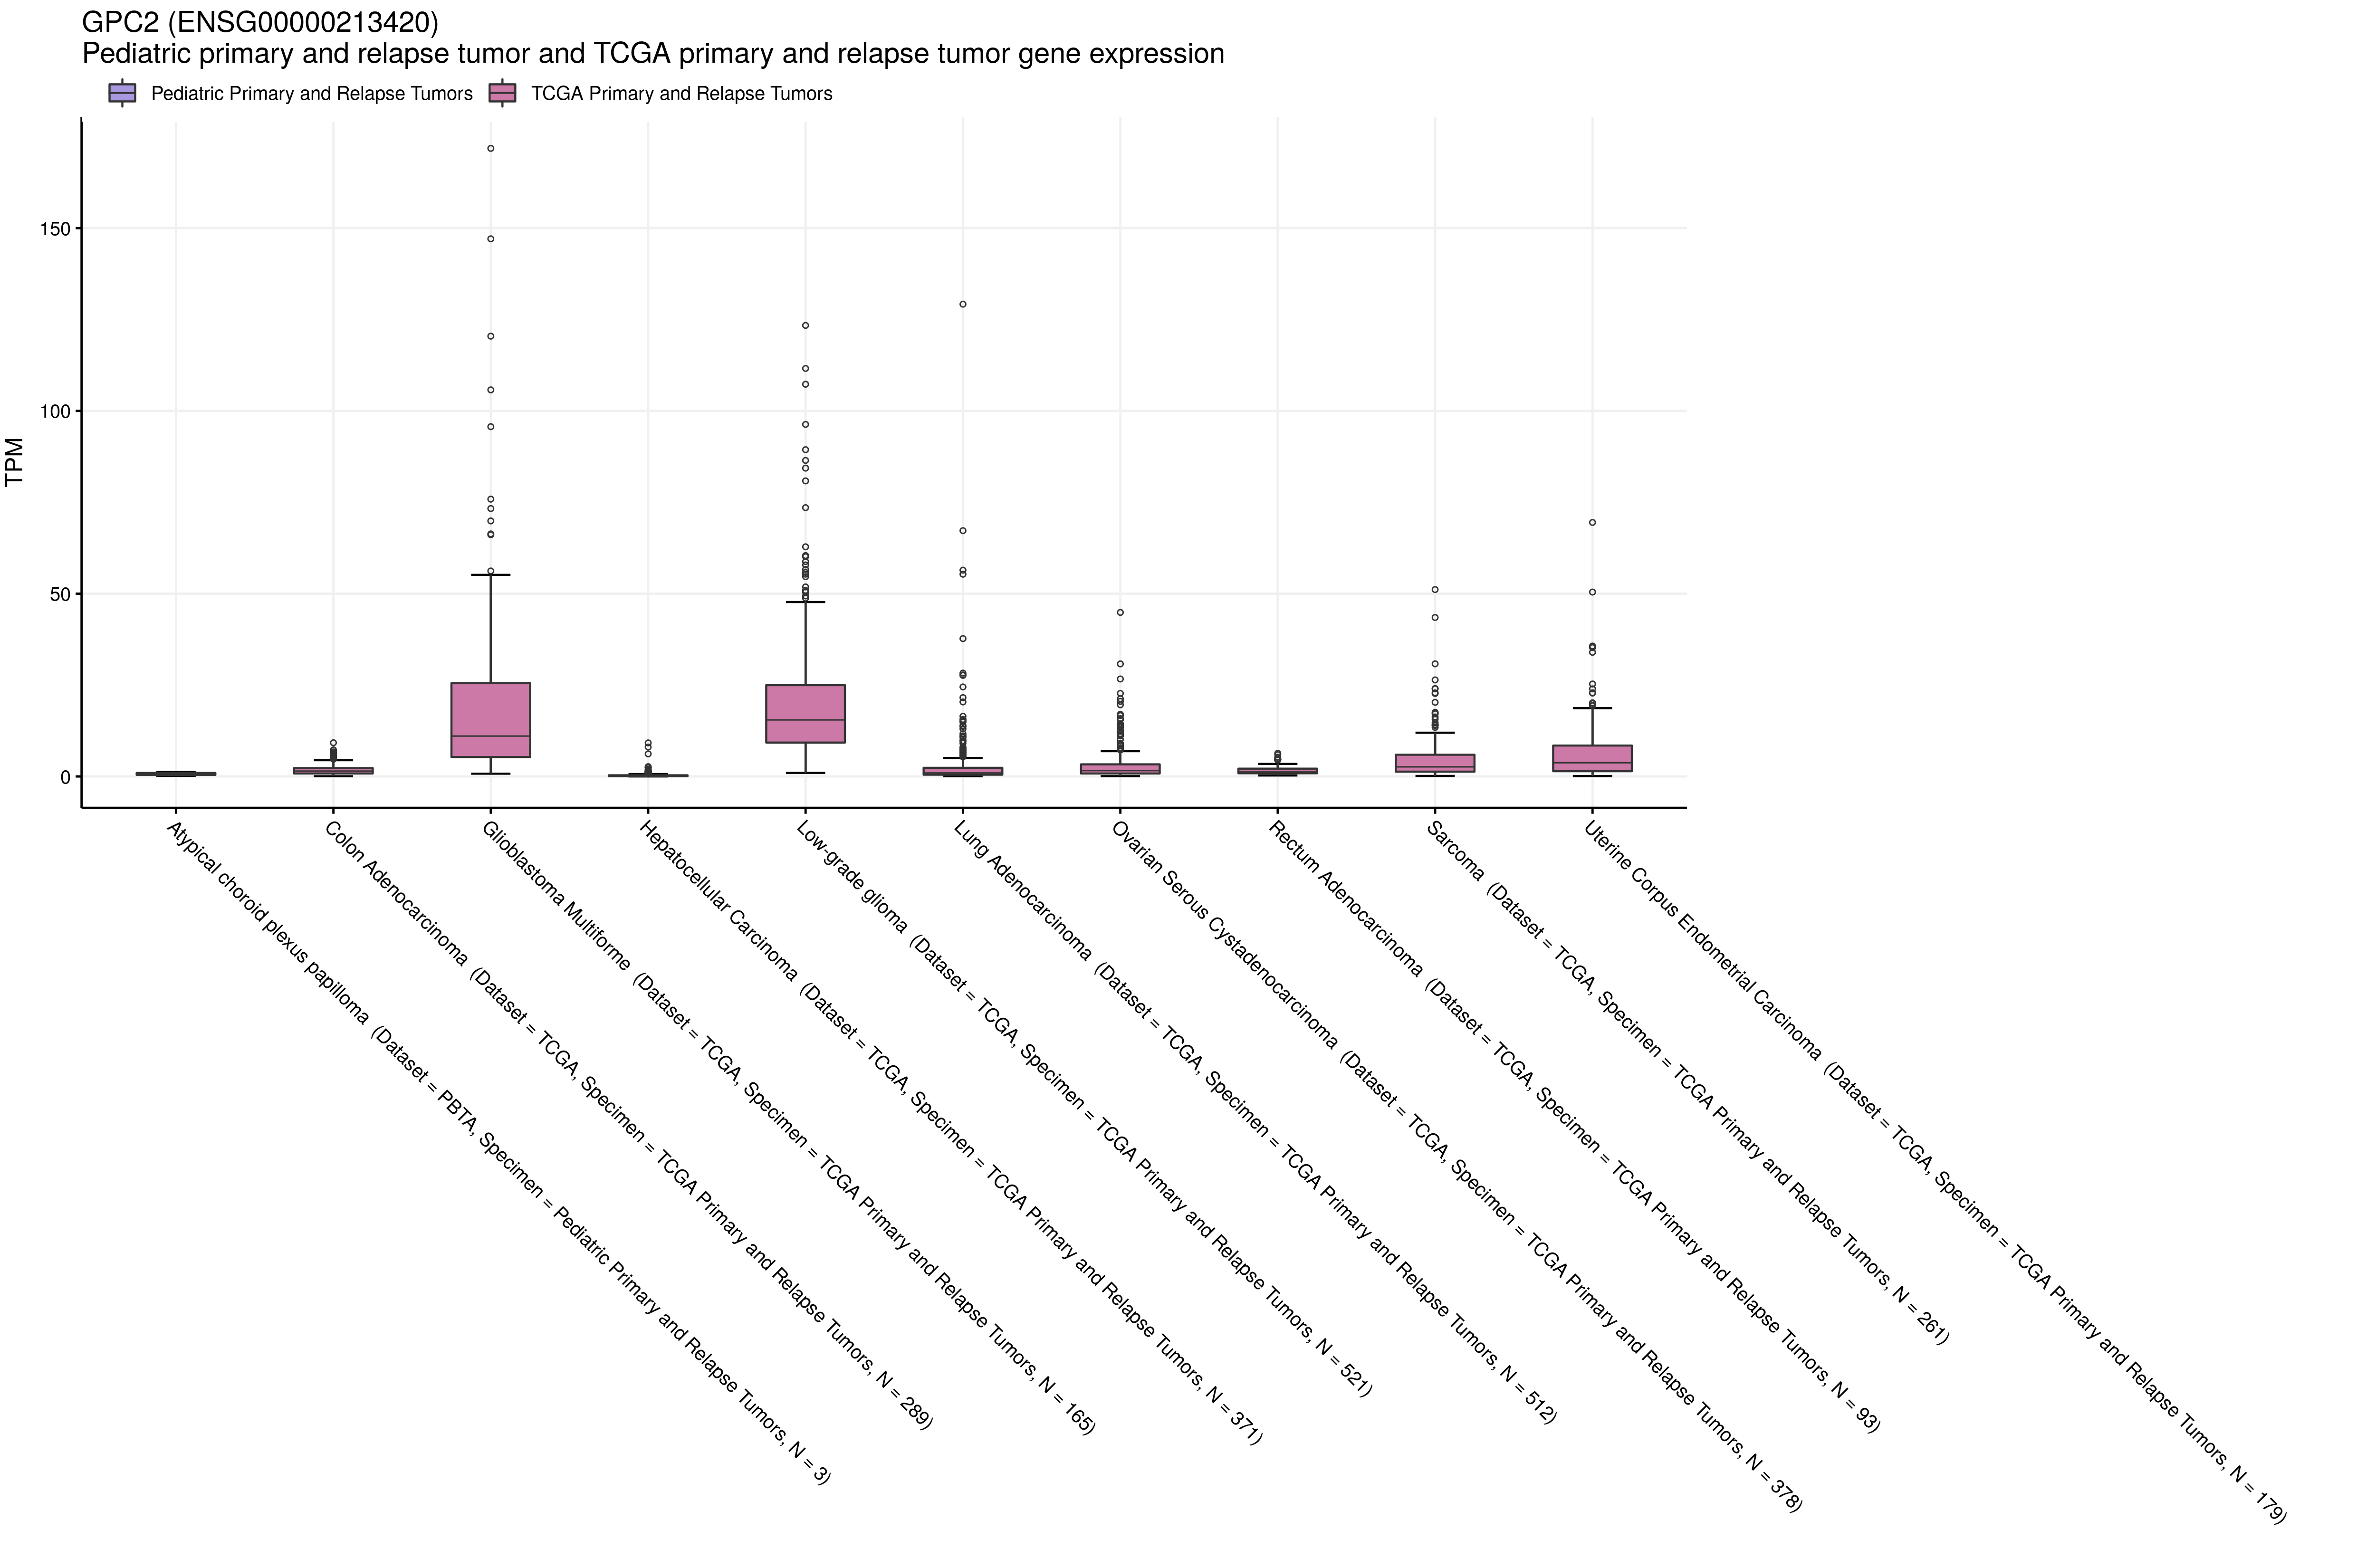 GPC2 (ENSG00000213420)
Pediatric primary and relapse tumor and TCGA primary and relapse tumor gene expression
Pediatric Primary and Relapse Tumors
TCGA Primary and Relapse Tumors
TPM
150
100
50
0
Atypical choroid plexus papilloma (Dataset = PBTA, Specimen = Pediatric Primary and Relapse Tumors, N = 3)
Colon Adenocarcinoma (Dataset = TCGA, Specimen = TCGA Primary and Relapse Tumors, N = 289)
Glioblastoma Multiforme (Dataset = TCGA, Specimen = TCGA Primary and Relapse Tumors, N = 165)
Hepatocellular Carcinoma (Dataset = TCGA, Specimen = TCGA Primary and Relapse Tumors, N = 371)
Low-grade glioma (Dataset = TCGA, Specimen = TCGA Primary and Relapse Tumors, N = 521)
Lung Adenocarcinoma (Dataset = TCGA, Specimen = TCGA Primary and Relapse Tumors, N = 512)
Ovarian Serous Cystadenocarcinoma (Dataset = TCGA, Specimen = TCGA Primary and Relapse Tumors, N = 378)
Rectum Adenocarcinoma (Dataset = TCGA, Specimen = TCGA Primary and Relapse Tumors, N = 93)
Sarcoma (Dataset = TCGA, Specimen = TCGA Primary and Relapse Tumors, N = 261)
Uterine Corpus Endometrial Carcinoma (Dataset = TCGA, Specimen = TCGA Primary and Relapse Tumors, N = 179)